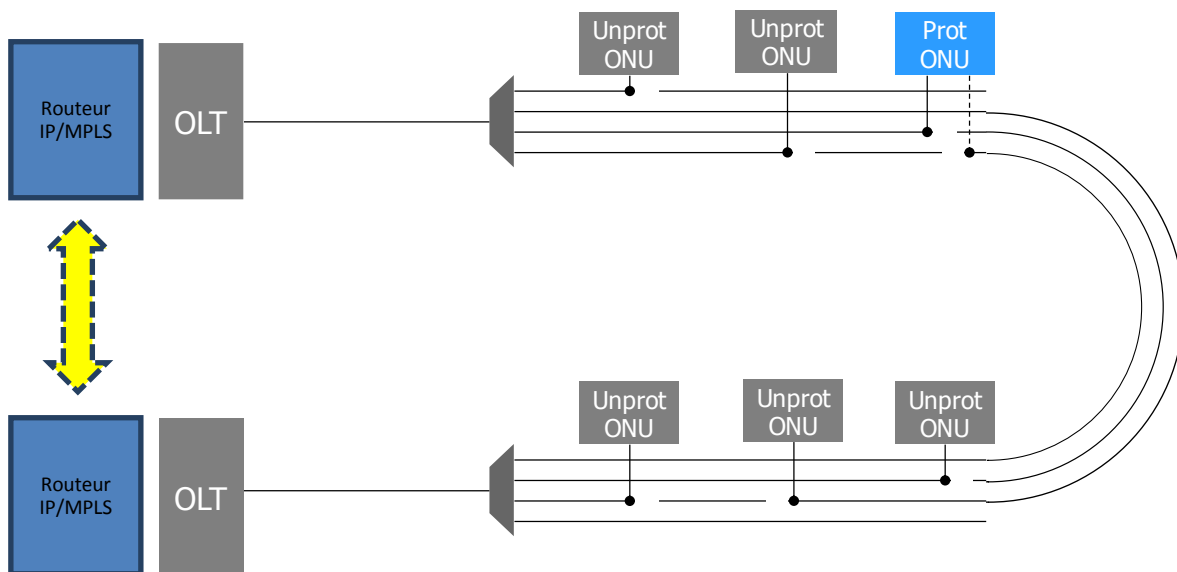 Unprot
ONU
Unprot
ONU
Prot
ONU
Routeur
IP/MPLS
OLT
Unprot
ONU
Unprot
ONU
Unprot
ONU
Routeur
IP/MPLS
OLT